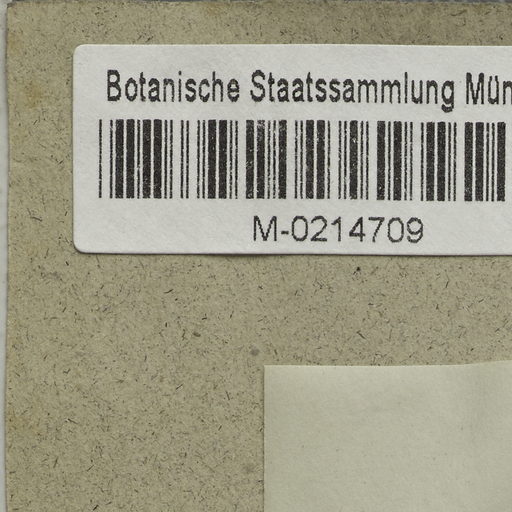 Botanische Staatssammlung Mün
M-0214709